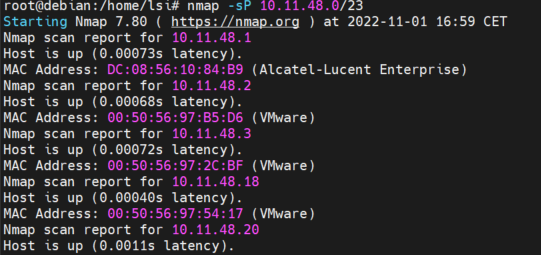 root@debian:/home/lsi# nmap -sP 10.11.48.0/23
Starting Nmap 7.80 ( https://nmap.org ) at 2022-11-01 16:59 CET
Nmap scan report for 10.11.48.1
Host is up (0.00073s latency).
MAC Address: DC:08:56:10:84:B9 (Alcatel-Lucent Enterprise)
Nmap scan report for 10.11.48.2
Host is up (0.00068s latency).
MAC Address: 00:50:56:97:B5:D6 (VMware)
Nmap scan report for 10.11.48.3
Host is up (0.00072s latency).
MAC Address: 00:50:56:97:2C:BF (VMware)
Nmap scan report for 10.11.48.18
Host is up (0.00040s latency).
MAC Address: 00:50:56:97:54:17 (VMware)
Nmap scan report for 10.11.48.20
Host is up (0.0011s latency).